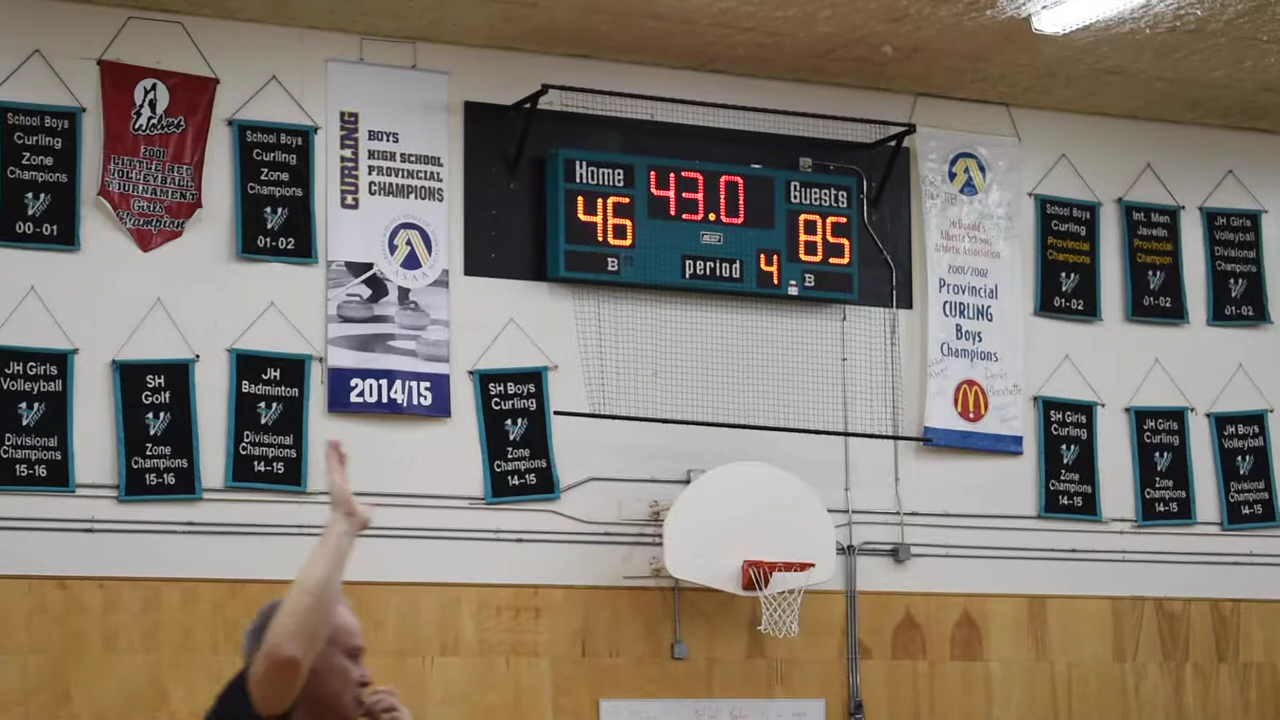 School Boys
Curling
Zone
Champions
00-01
Wolves
2001
LITTLE RED
VOLLEYBALL
TOURNAMENT
Girls
Champions
School Boys
Curling
Zone
Champions
01-02
CURLING
BOYS
HIGH SCHOOL
PROVINCIAL
CHAMPIONS
ASAA
2014/15
Home
43.0
Guests
46
85
B
period
4
B
McDonald's
Alberta Schools'
Athletic Association
2001/2002
Provincial
CURLING
Boys
Champions
School Boys
Curling
Provincial
Champions
01-02
Int. Men
Javelin
Provincial
Champion
01-02
JH Girls
Volleyball
Divisional
Champions
01-02
JH Girls
Volleyball
Divisional
Champions
15-16
SH
Golf
Zone
Champions
15-16
JH
Badminton
Divisional
Champions
14-15
SH Boys
Curling
Zone
Champions
14-15
SH Girls
Curling
Zone
Champions
14-15
JH Girls
Curling
Zone
Champions
14-15
JH Boys
Volleyball
Divisional
Champions
14-15